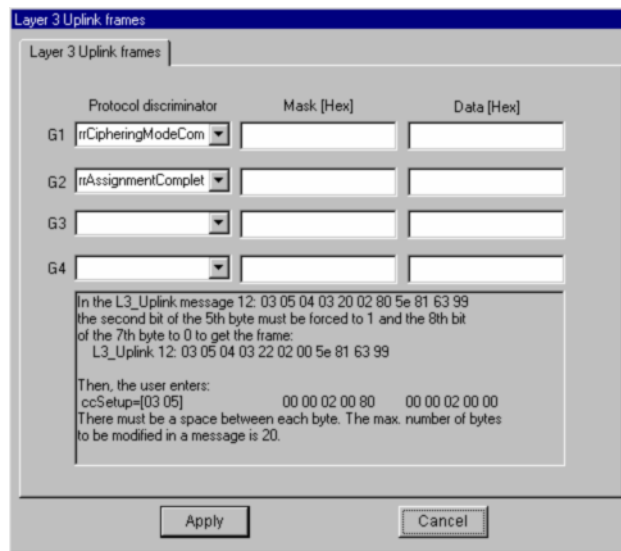 Layer 3 Uplink frames
Layer 3 Uplink frames
Protocol discriminator Mask [Hex] Data [Hex]
G1 rrCipheringModeCom
G2 rrAssignmentComplet
G3
G4
In the L3_Uplink message 12: 03 05 04 03 20 02 80 5e 81 63 99
the second bit of the 5th byte must be forced to 1 and the 8th bit
of the 7th byte to 0 to get the frame:
L3_Uplink 12: 03 05 04 03 22 02 00 5e 81 63 99
Then, the user enters:
ccSetup=[03 05] 00 00 02 00 80 00 00 02 00 00
There must be a space between each byte. The max. number of bytes
to be modified in a message is 20.
Apply Cancel